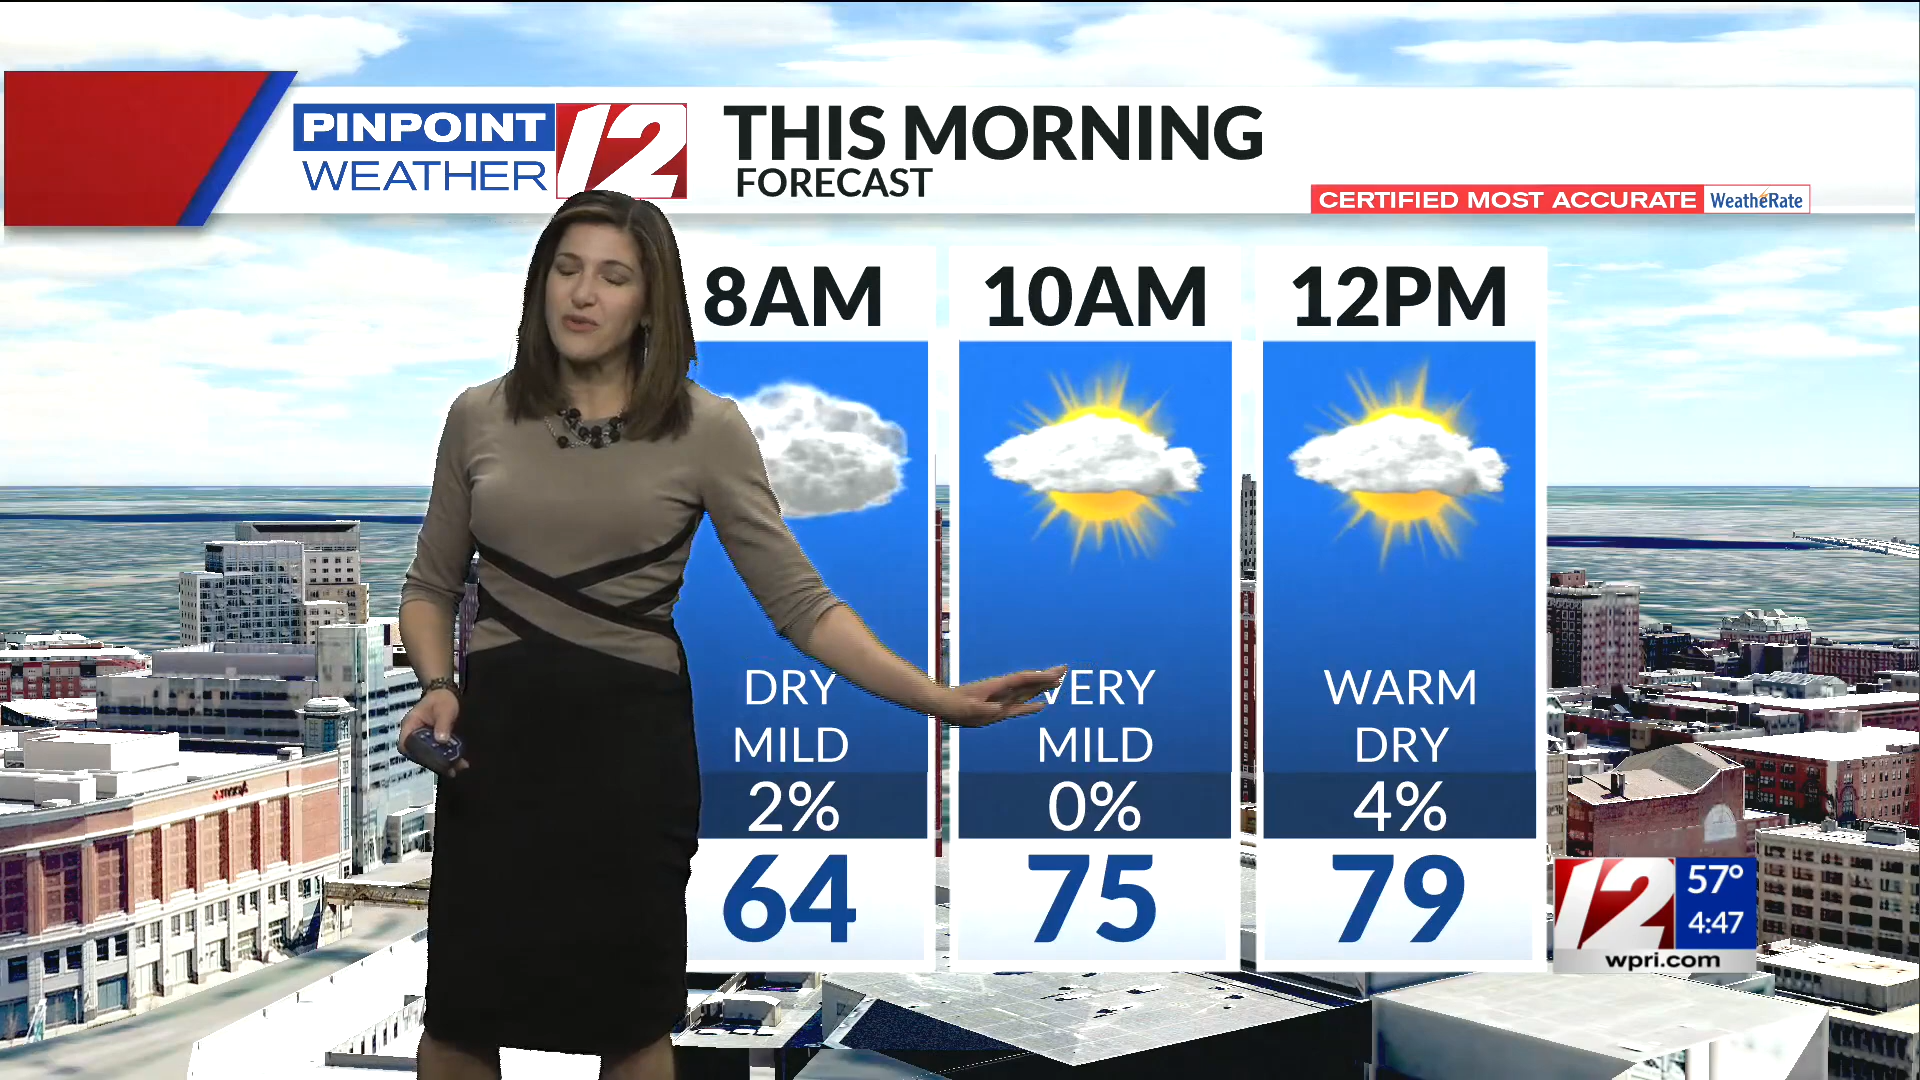 PINPOINT
WEATHER
12
THIS MORNING
FORECAST
CERTIFIED MOST ACCURATE WeatheRate
8AM
10AM
12PM
DRY
MILD
2%
64
VERY
MILD
0%
75
WARM
DRY
4%
79
12
57°
4:47
wpri.com